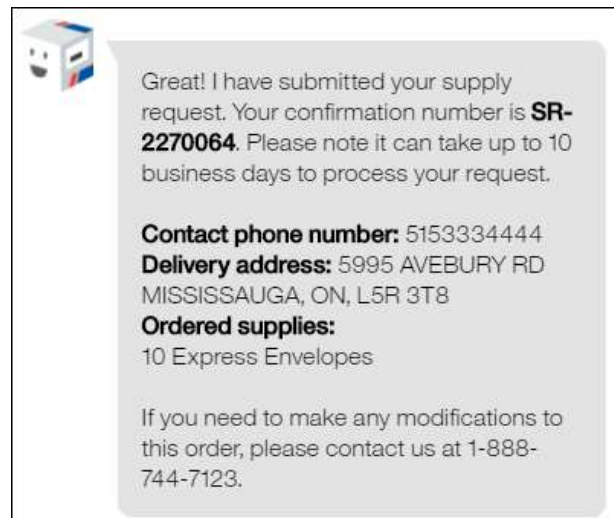 Great! I have submitted your supply
request. Your confirmation number is SR-
2270064. Please note it can take up to 10
business days to process your request.
Contact phone number: 5153334444
Delivery address: 5995 AVEBURY RD
MISSISSAUGA, ON, L5R 3T8
Ordered supplies:
10 Express Envelopes
If you need to make any modifications to
this order, please contact us at 1-888-
744-7123.